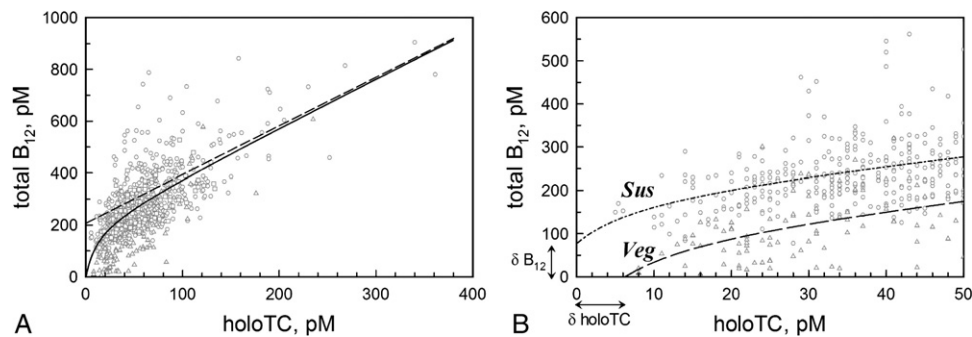 1000
800
600
400
200
0
total B12, pM
0 100 200 300 400
A holoTC, pM
600
500
400
300
200
100
0
total B12, pM
Sus
Veg
δ B12
0 10 20 30 40 50
δ holoTC
B holoTC, pM